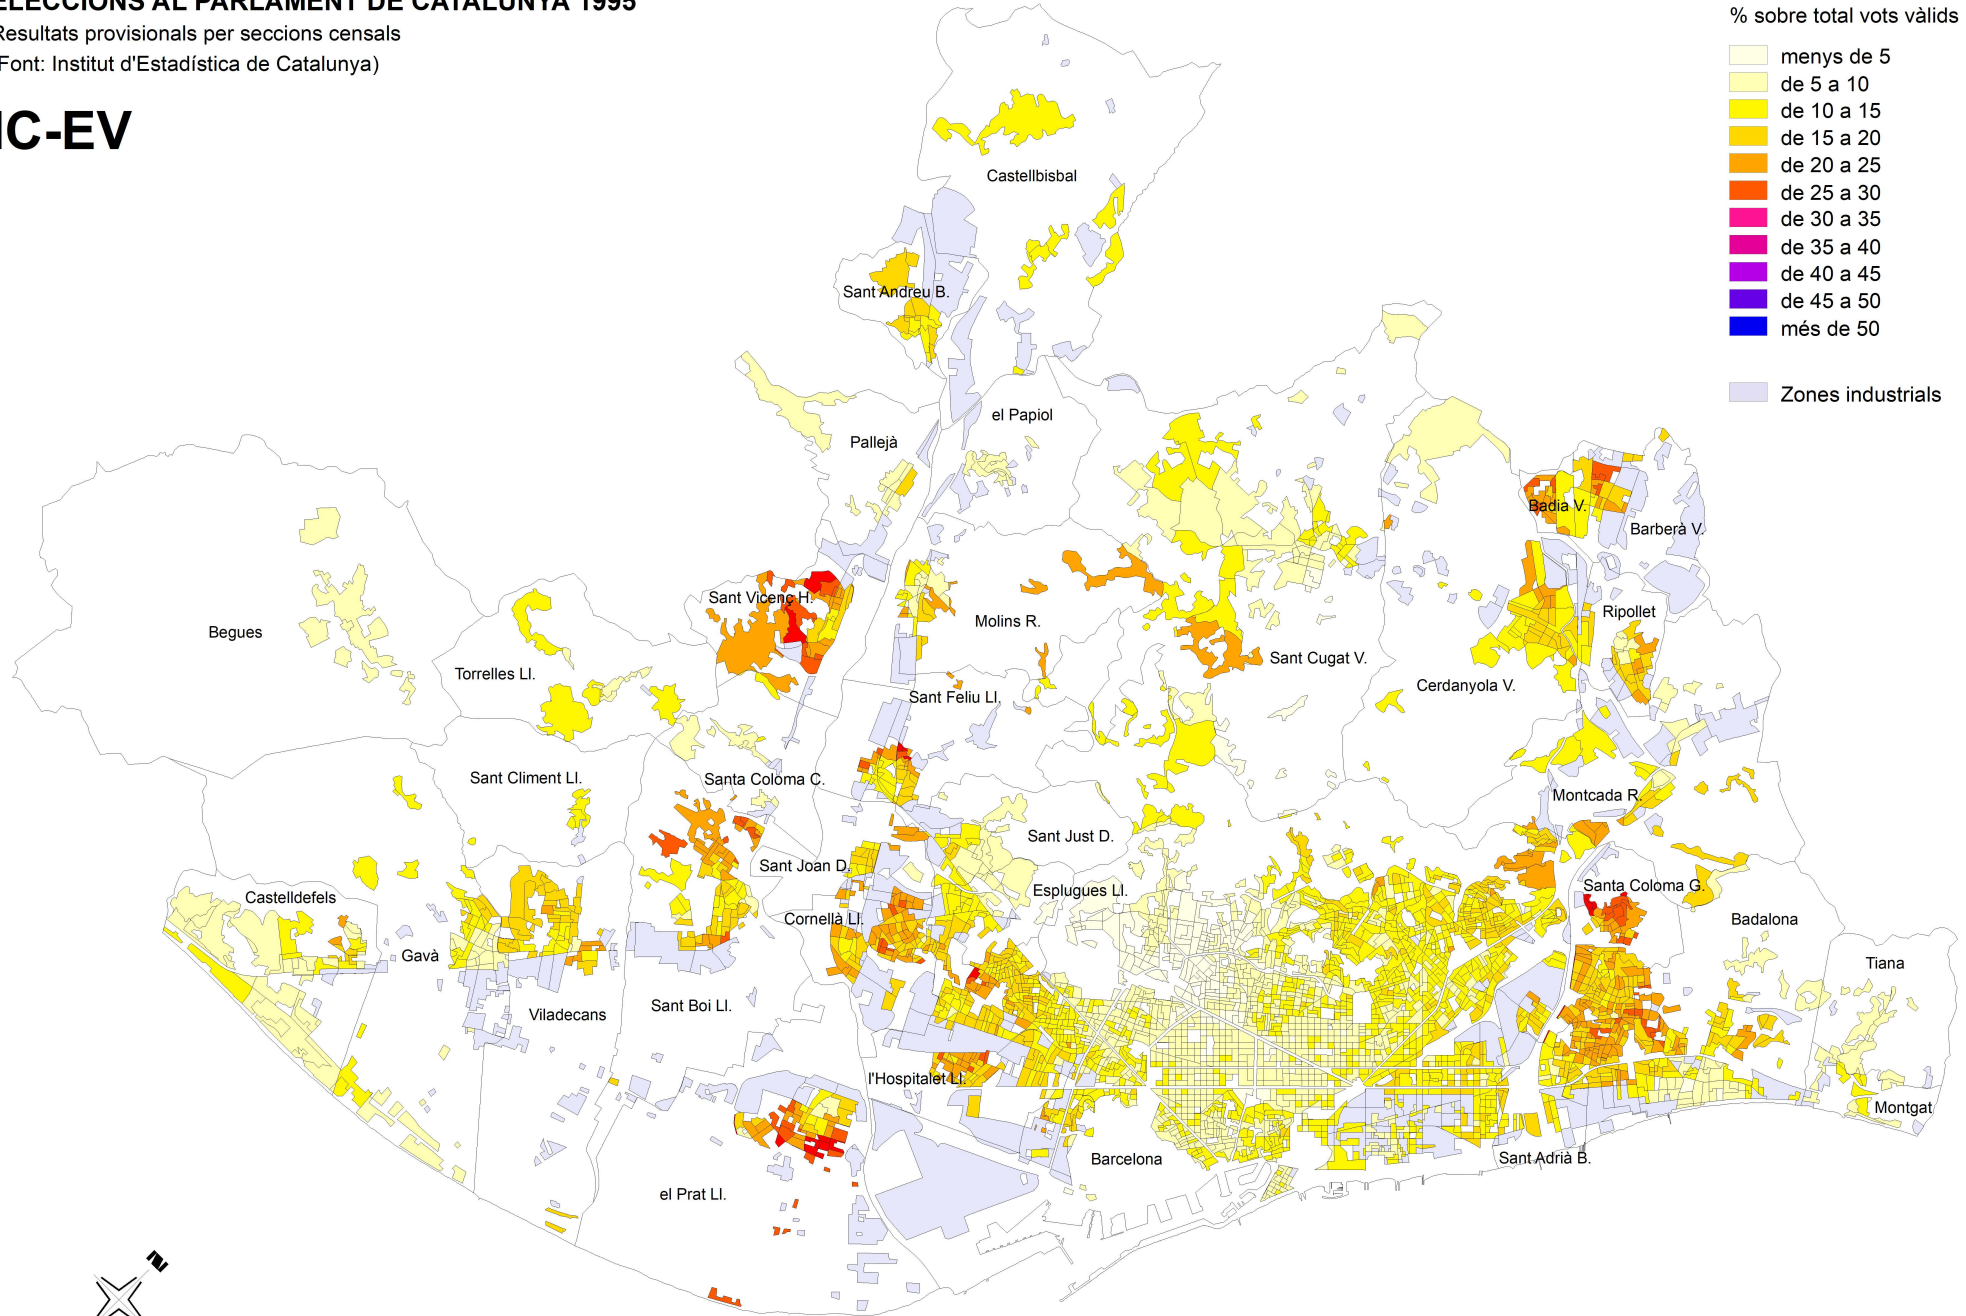 ELECCIONS AL PARLAMENT DE CATALUNYA 1995
Resultats provisionals per seccions censals
(Font: Institut d'Estadística de Catalunya)
IC-EV
% sobre total vots vàlids
menys de 5
de 5 a 10
de 10 a 15
de 15 a 20
de 20 a 25
de 25 a 30
de 30 a 35
de 35 a 40
de 40 a 45
de 45 a 50
més de 50
Zones industrials
Castellbisbal
Sant Andreu B.
el Papiol
Pallejà
Badia V.
Barberà V.
Sant Vicenç H.
Ripollet
Molins R.
Begues
Sant Cugat V.
Torrelles Ll.
Cerdanyola V.
Sant Feliu Ll.
Sant Climent Ll.
Santa Coloma C.
Montcada R.
Sant Just D.
Sant Joan D.
Santa Coloma G.
Esplugues Ll.
Castelldefels
Cornellà Ll.
Badalona
Gavà
Tiana
Sant Boi Ll.
Viladecans
l'Hospitalet Ll.
Montgat
Barcelona
Sant Adrià B.
el Prat Ll.
N